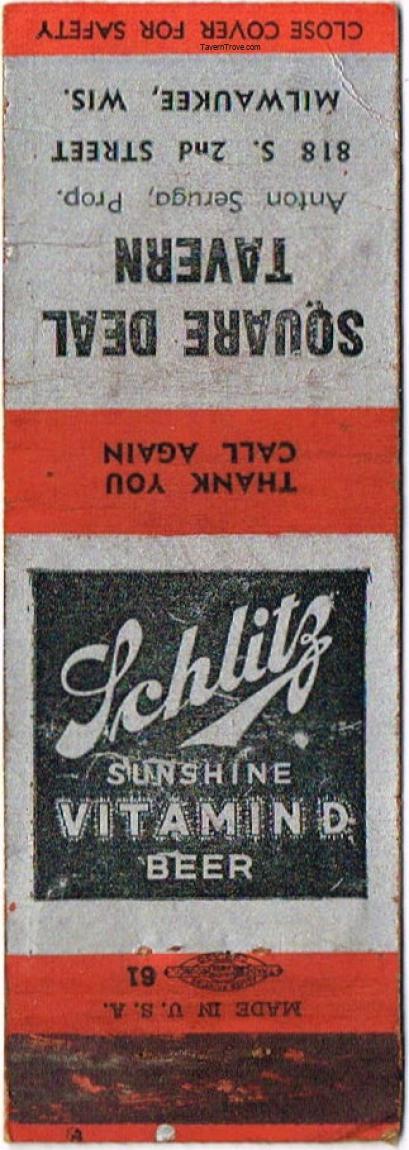 CLOSE COVER FOR SAFETY
TavernTrove.com
SQUARE DEAL
TAVERN
Anton Seruga, Prop.
818 S. 2nd STREET
MILWAUKEE, WIS.
THANK YOU
CALL AGAIN
Schlitz
SUNSHINE
VITAMIN D
BEER
MADE IN U.S.A.
61